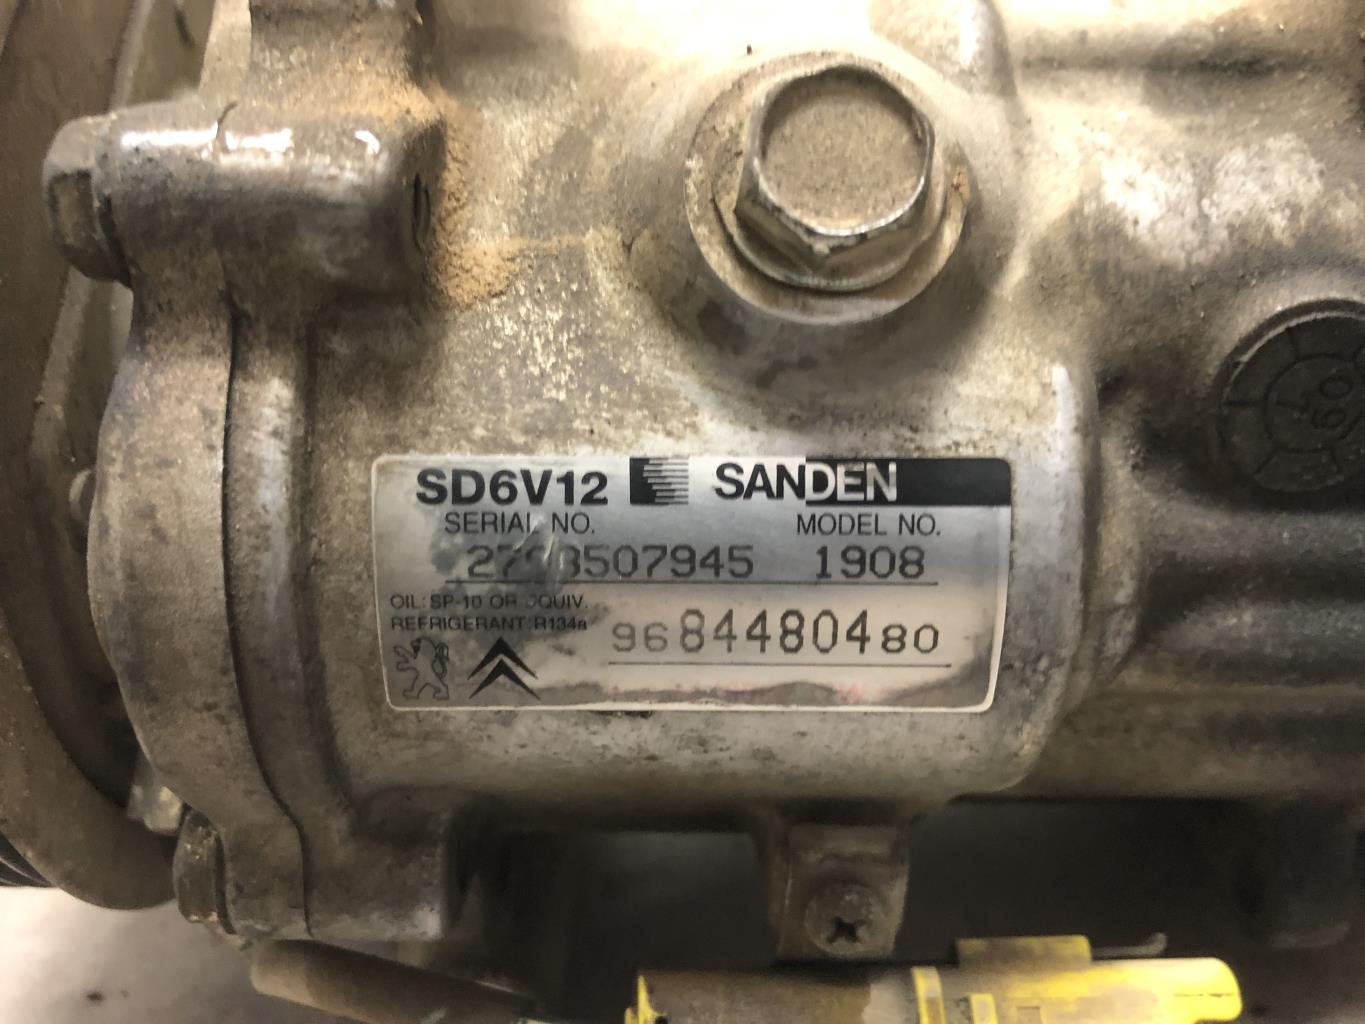 SD6V12 SANDEN
SERIAL NO. MODEL NO.
1908
OIL: SP-10 OR EQUIV.
REFRIGERANT: R134a
9684480480